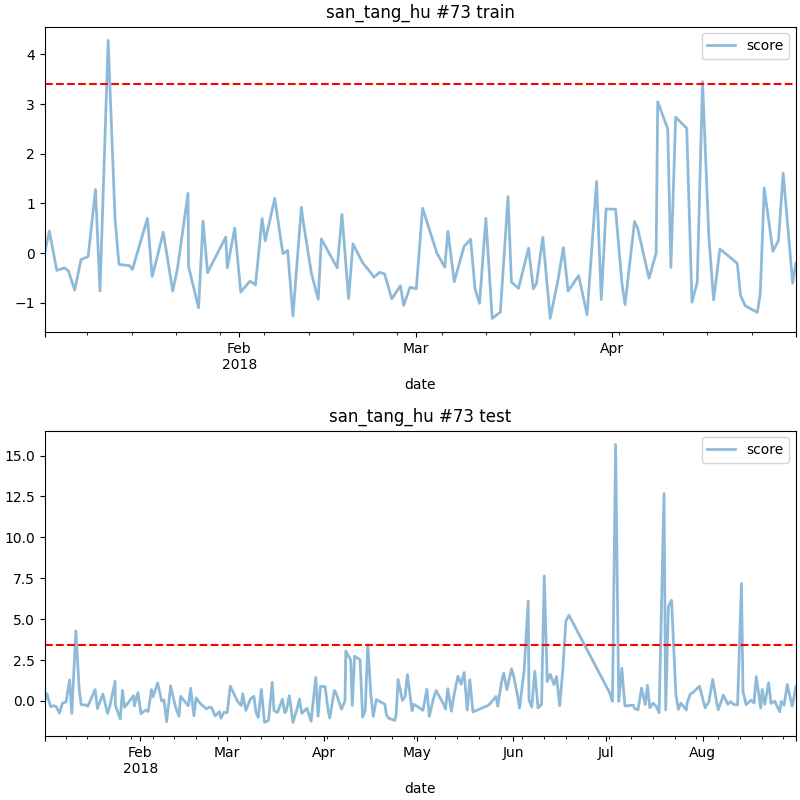 san_tang_hu #73 train
score
4
3
2
1
0
−1
Feb
2018
Mar
Apr
date
san_tang_hu #73 test
score
15.0
12.5
10.0
7.5
5.0
2.5
0.0
Feb
2018
Mar
Apr
May
Jun
Jul
Aug
date